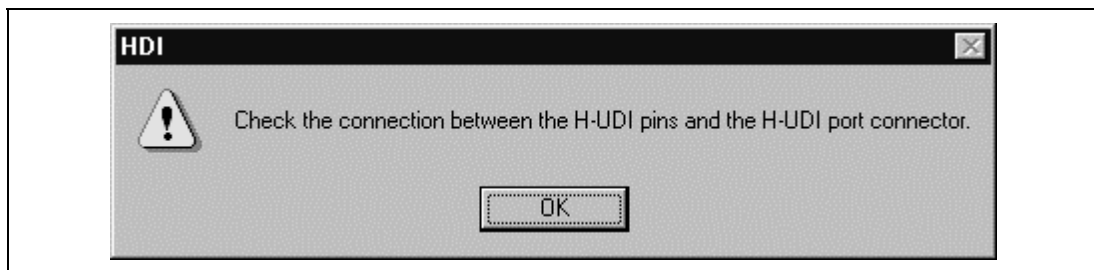 HDI
Check the connection between the H-UDI pins and the H-UDI port connector.
OK